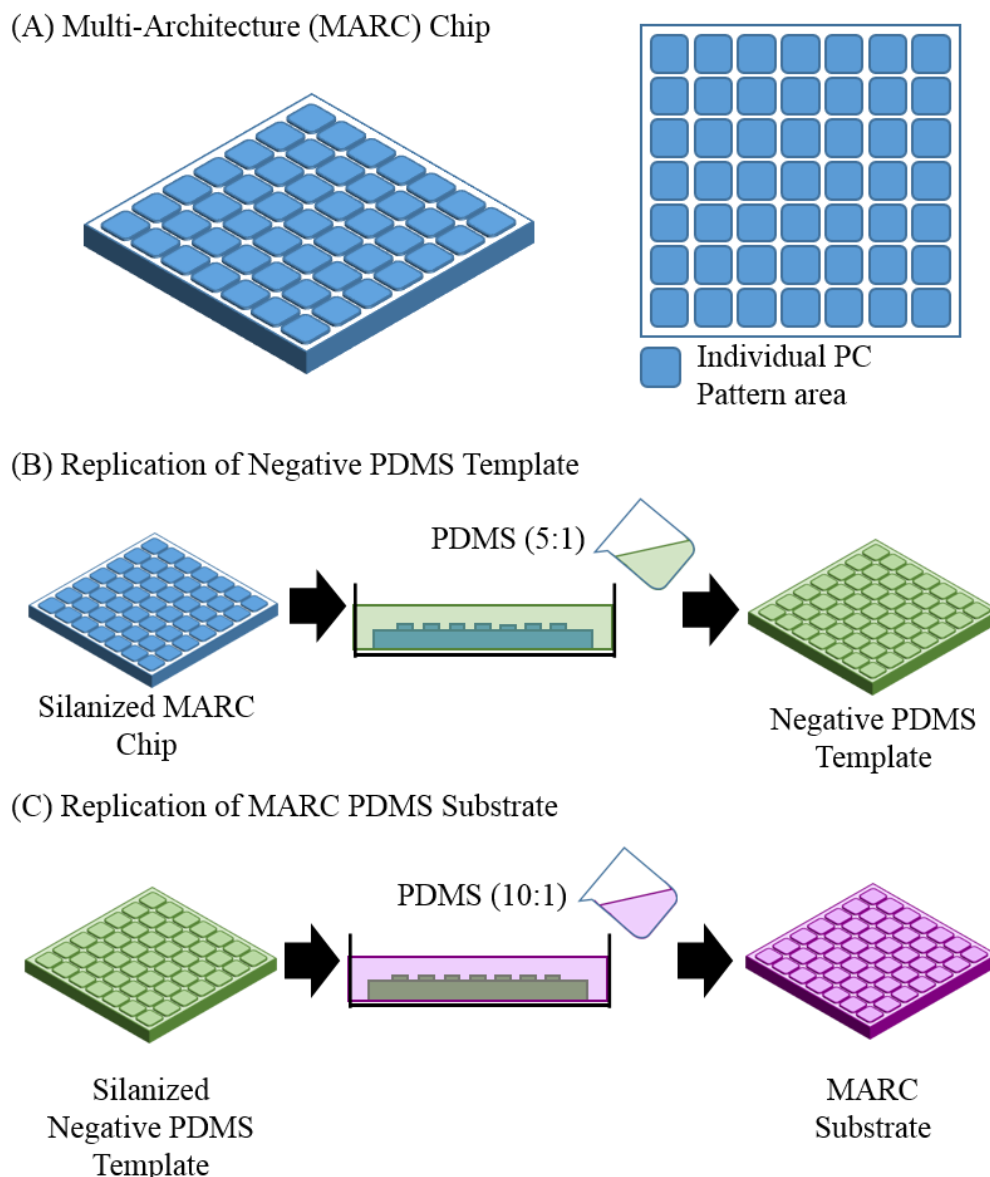 (A) Multi-Architecture (MARC) Chip
Individual PC
Pattern area
(B) Replication of Negative PDMS Template
PDMS (5:1)
Silanized MARC
Chip
Negative PDMS
Template
(C) Replication of MARC PDMS Substrate
PDMS (10:1)
Silanized
Negative PDMS
Template
MARC
Substrate